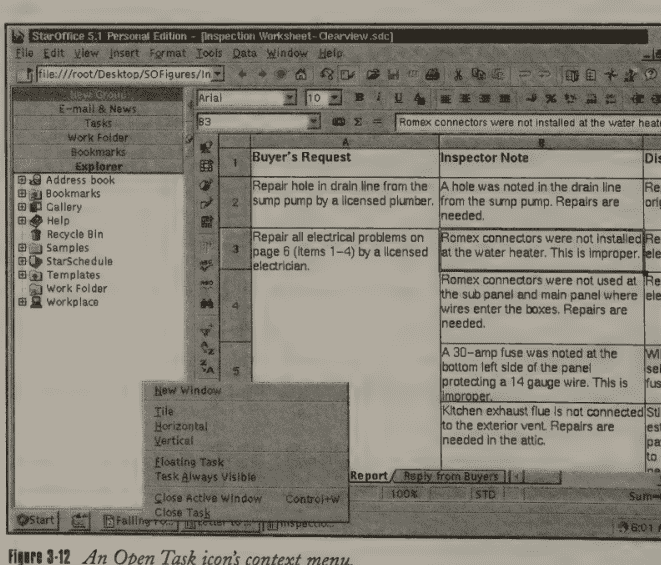 StarOffice 5.1 Personal Edition - [Inspection Worksheet-Clearview.sdc]
File Edit View Insert Format Tools Data Window Help
file:///root/Desktop/SOFigures/In
New Group
Arial 10 B i U
E-mail & News
Tasks
Work Folder
Bookmarks
Explorer
B3 Σ = Romex connectors were not installed at the water heate
A B
1 Buyer's Request Inspector Note Dis
Address book
Bookmarks
Gallery
Help
Recycle Bin
Samples
StarSchedule
Templates
Work Folder
Workplace
2 Repair hole in drain line from the
sump pump by a licensed plumber.
A hole was noted in the drain line
from the sump pump. Repairs are
needed.
3 Repair all electrical problems on
page 6 (items 1-4) by a licensed
electrician.
Romex connectors were not installed
at the water heater. This is improper.
4 Romex connectors were not used at
the sub panel and main panel where
wires enter the boxes. Repairs are
needed.
5 A 30-amp fuse was noted at the
bottom left side of the panel
protecting a 14 gauge wire. This is
improper.
Kitchen exhaust flue is not connected
to the exterior vent. Repairs are
needed in the attic.
New Window
Tile
Horizontal
Vertical
Floating Task
Task Always Visible
Close Active Window Control+W
Close Task
Report Reply from Buyers
100% STD Sum=
Start 6:01
Figure 3-12 An Open Task icon's context menu.